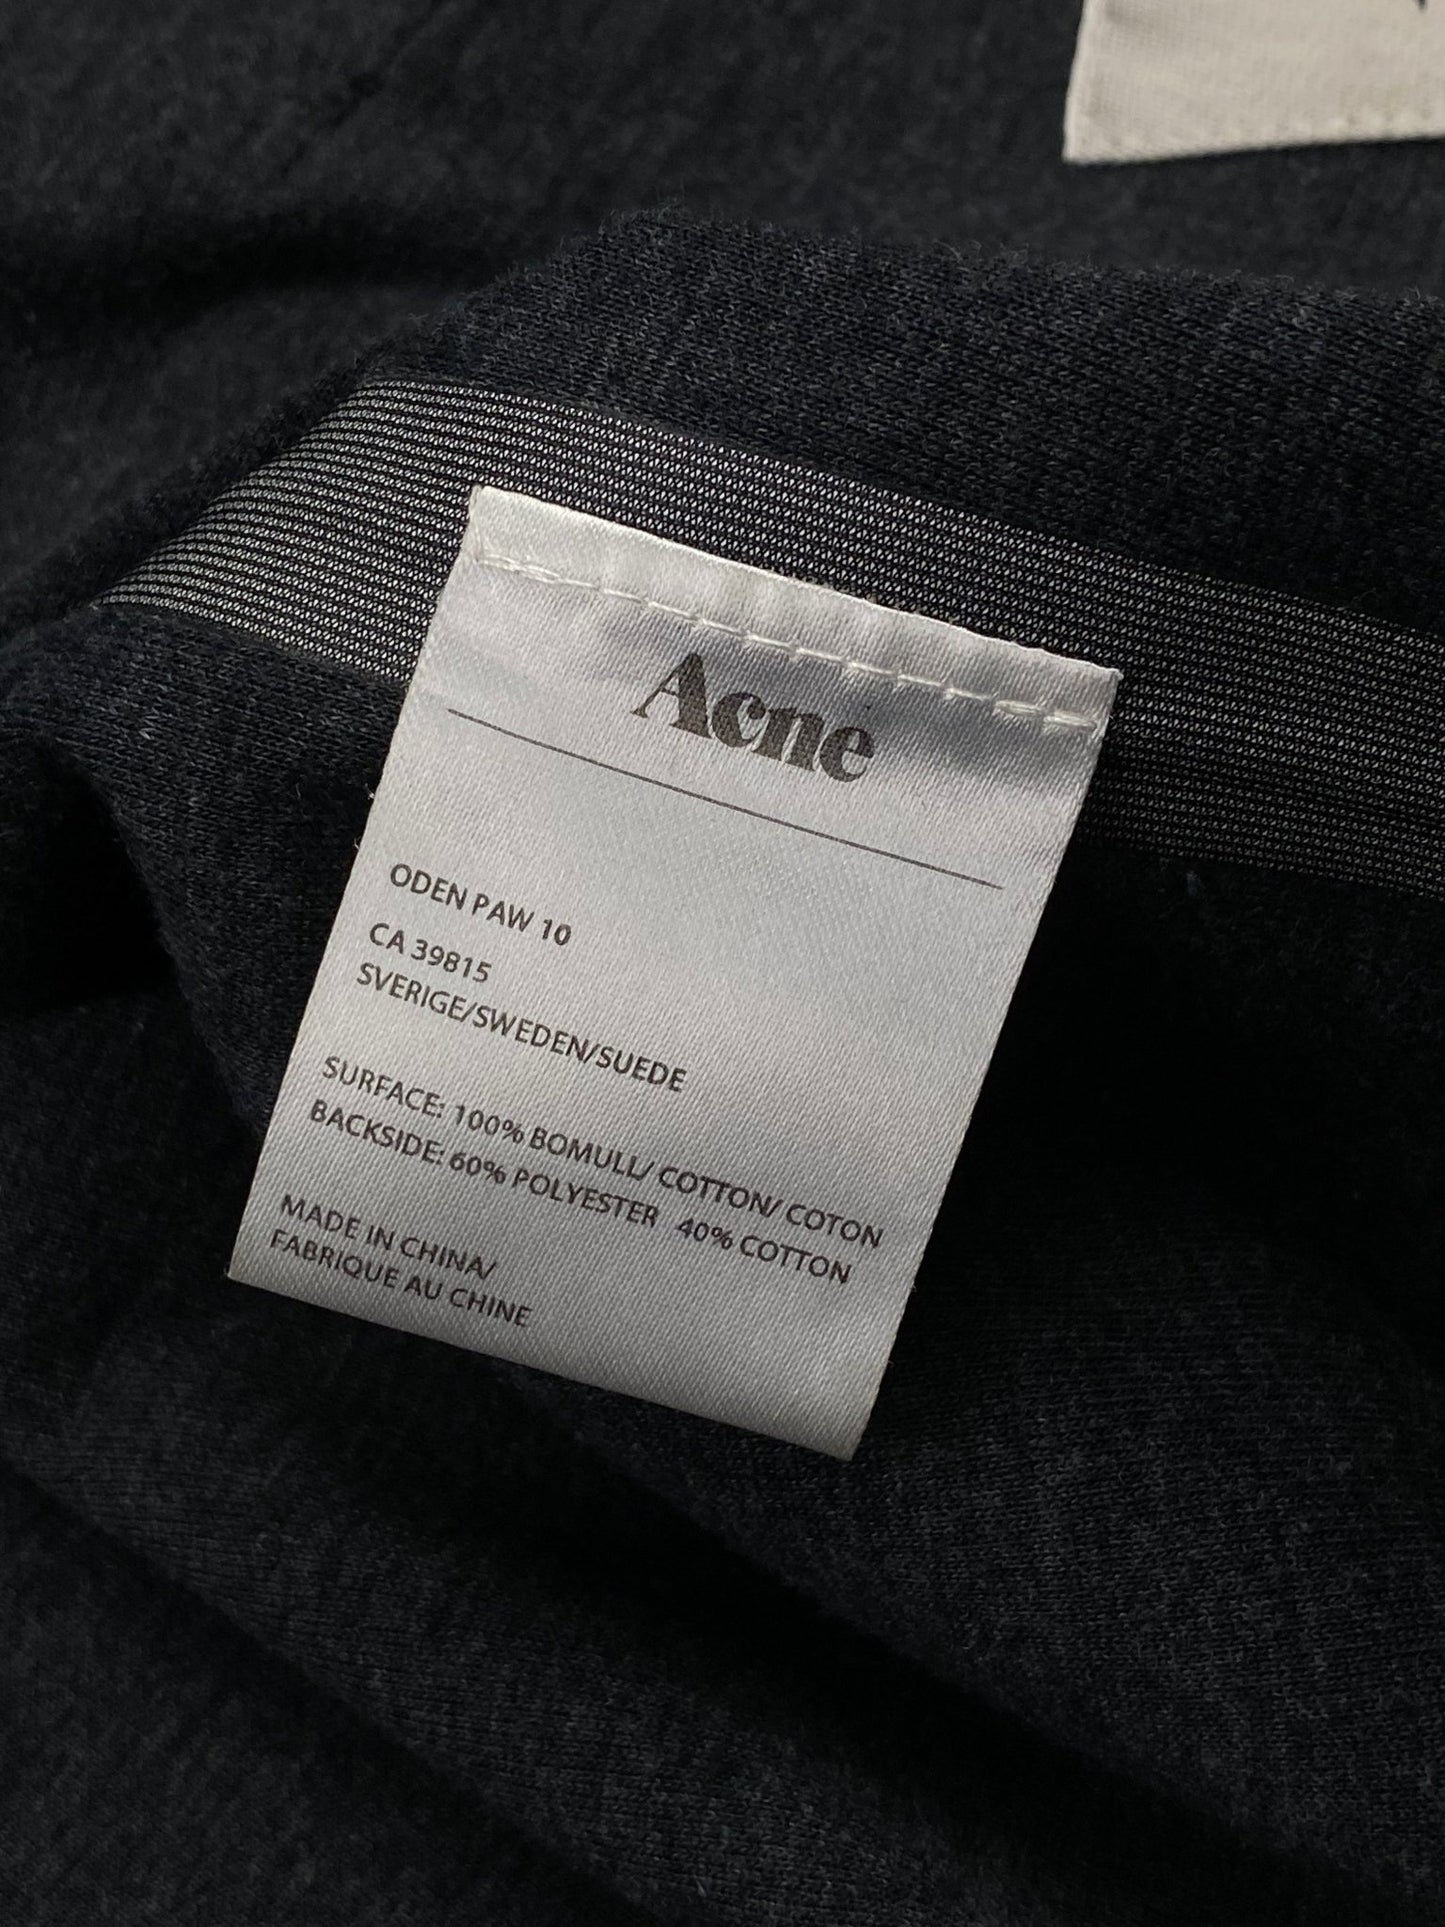 Acne
ODEN PAW 10
CA 39815
SVERIGE/SWEDEN/SUEDE
SURFACE: 100% BOMULL/ COTTON/ COTON
BACKSIDE: 60% POLYESTER 40% COTTON
MADE IN CHINA/
FABRIQUE AU CHINE